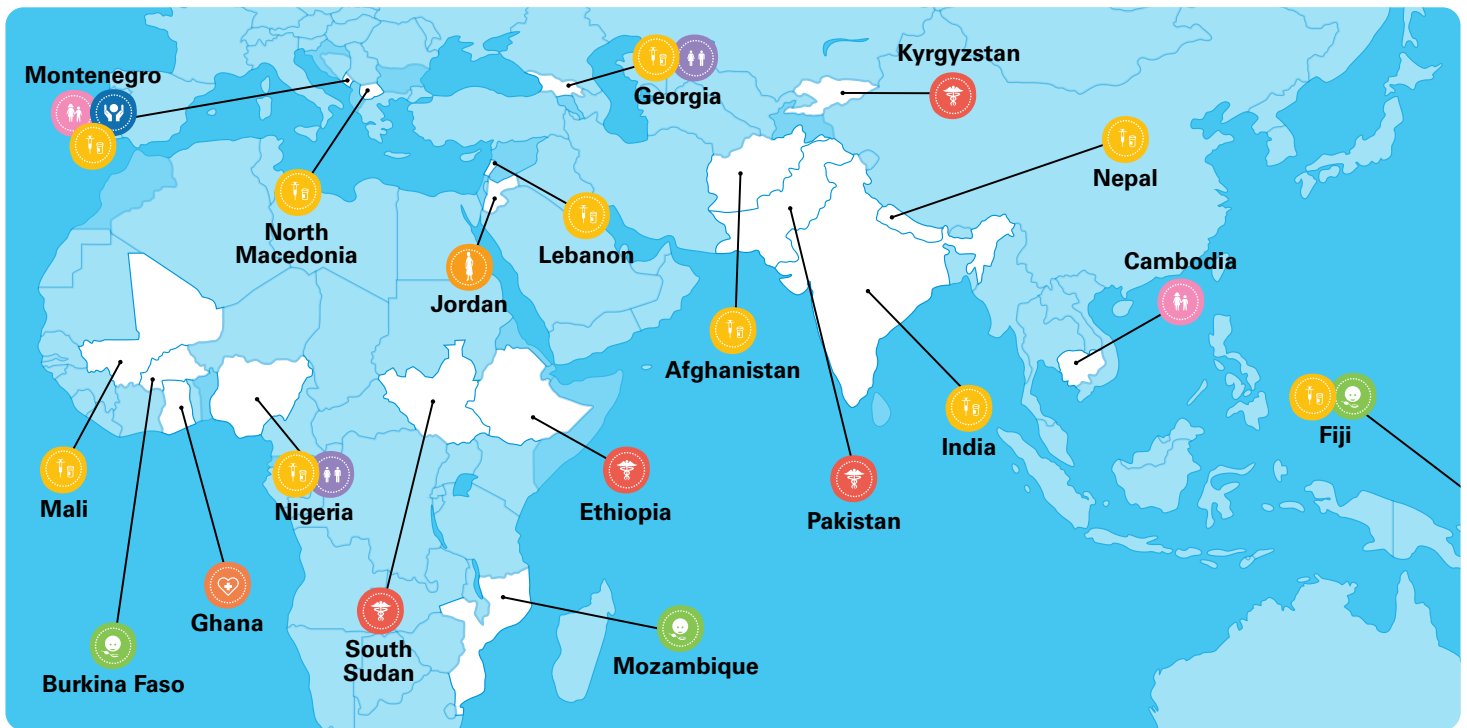 Montenegro
Georgia
Kyrgyzstan
Nepal
North
Macedonia
Lebanon
Jordan
Cambodia
Afghanistan
India
Fiji
Mali
Nigeria
Ethiopia
Pakistan
Ghana
South
Sudan
Mozambique
Burkina Faso